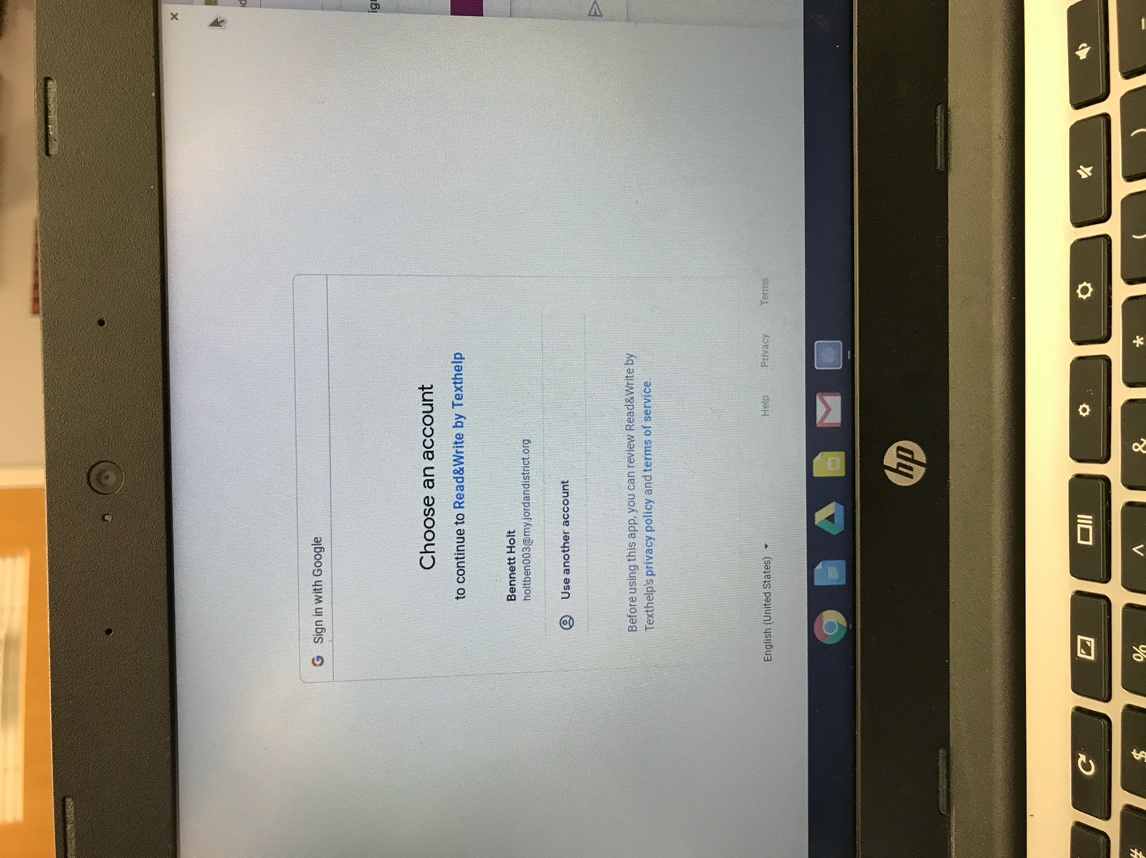 Sign in with Google
Choose an account
to continue to Read&Write by Texthelp
Bennett Holt
holtben003@my.jordandistrict.org
Use another account
Before using this app, you can review Read&Write by
Texthelp's privacy policy and terms of service.
English (United States)
Help
Privacy
Terms
hp
$
%
^
&
*
(
)